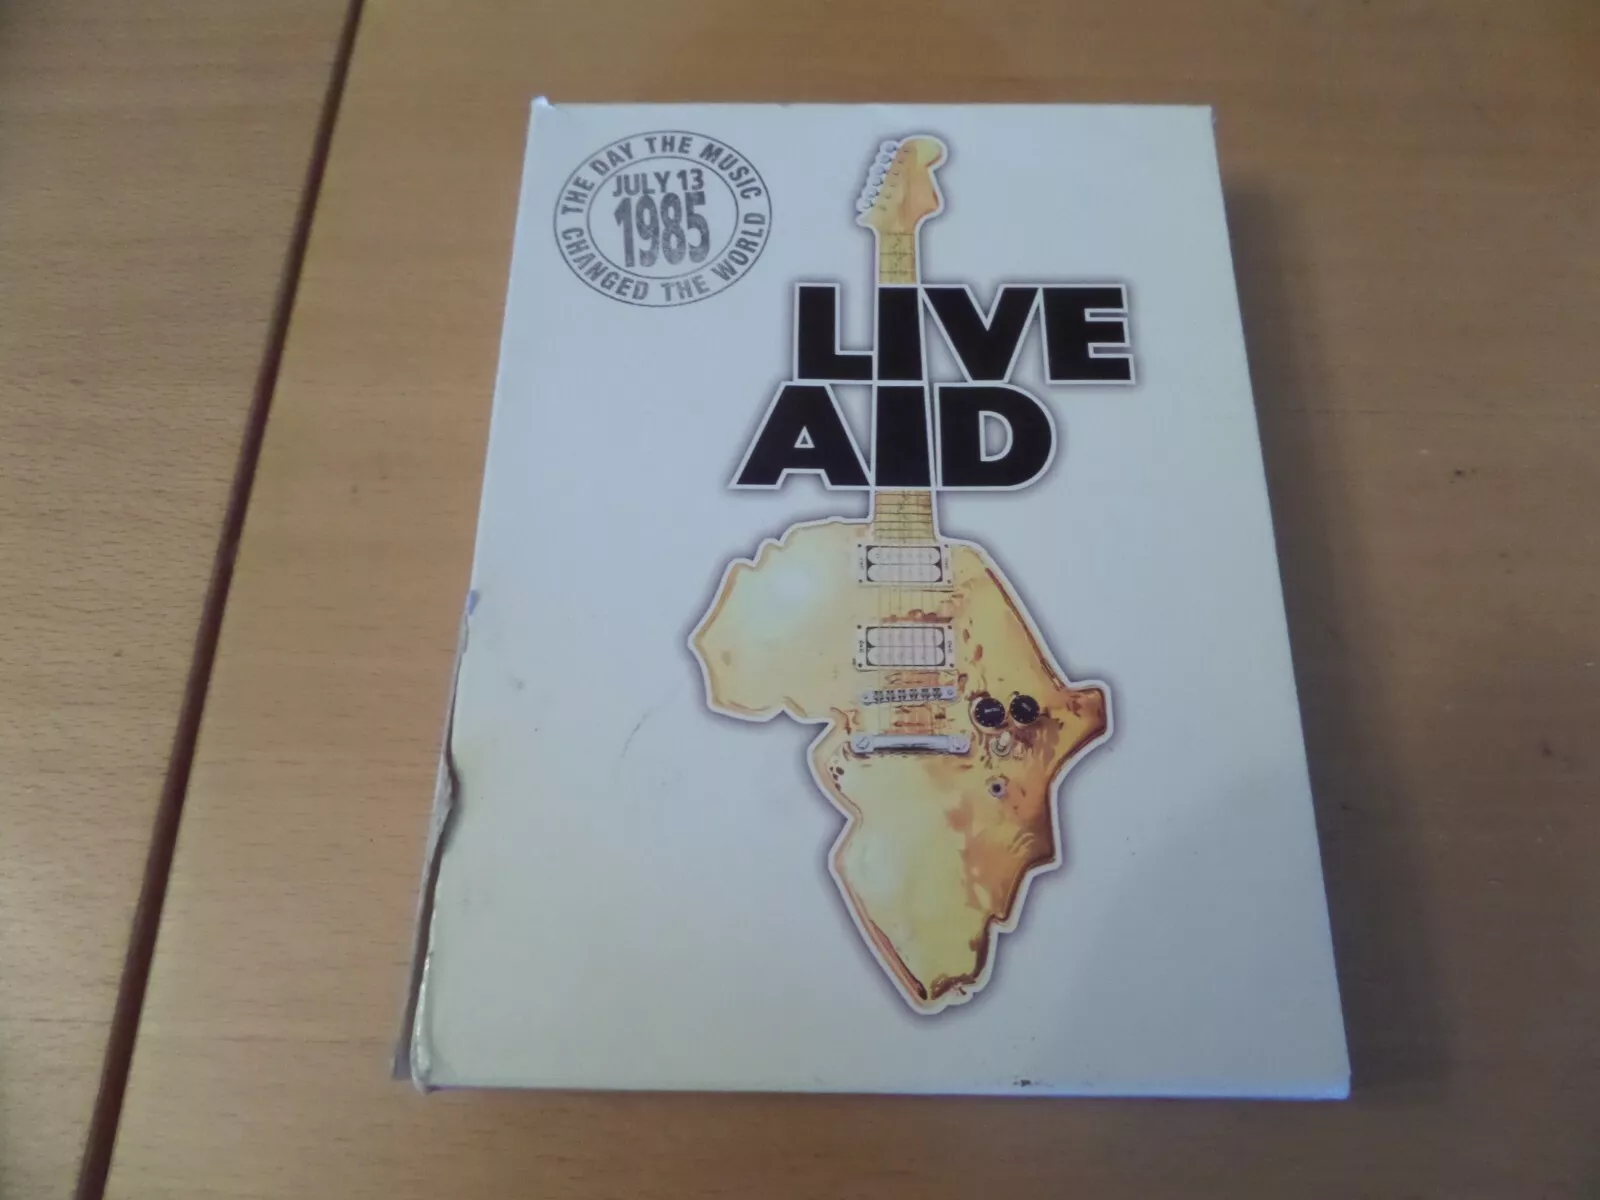 THE DAY THE MUSIC
CHANGED THE WORLD
JULY 13
1985
LIVE
AID